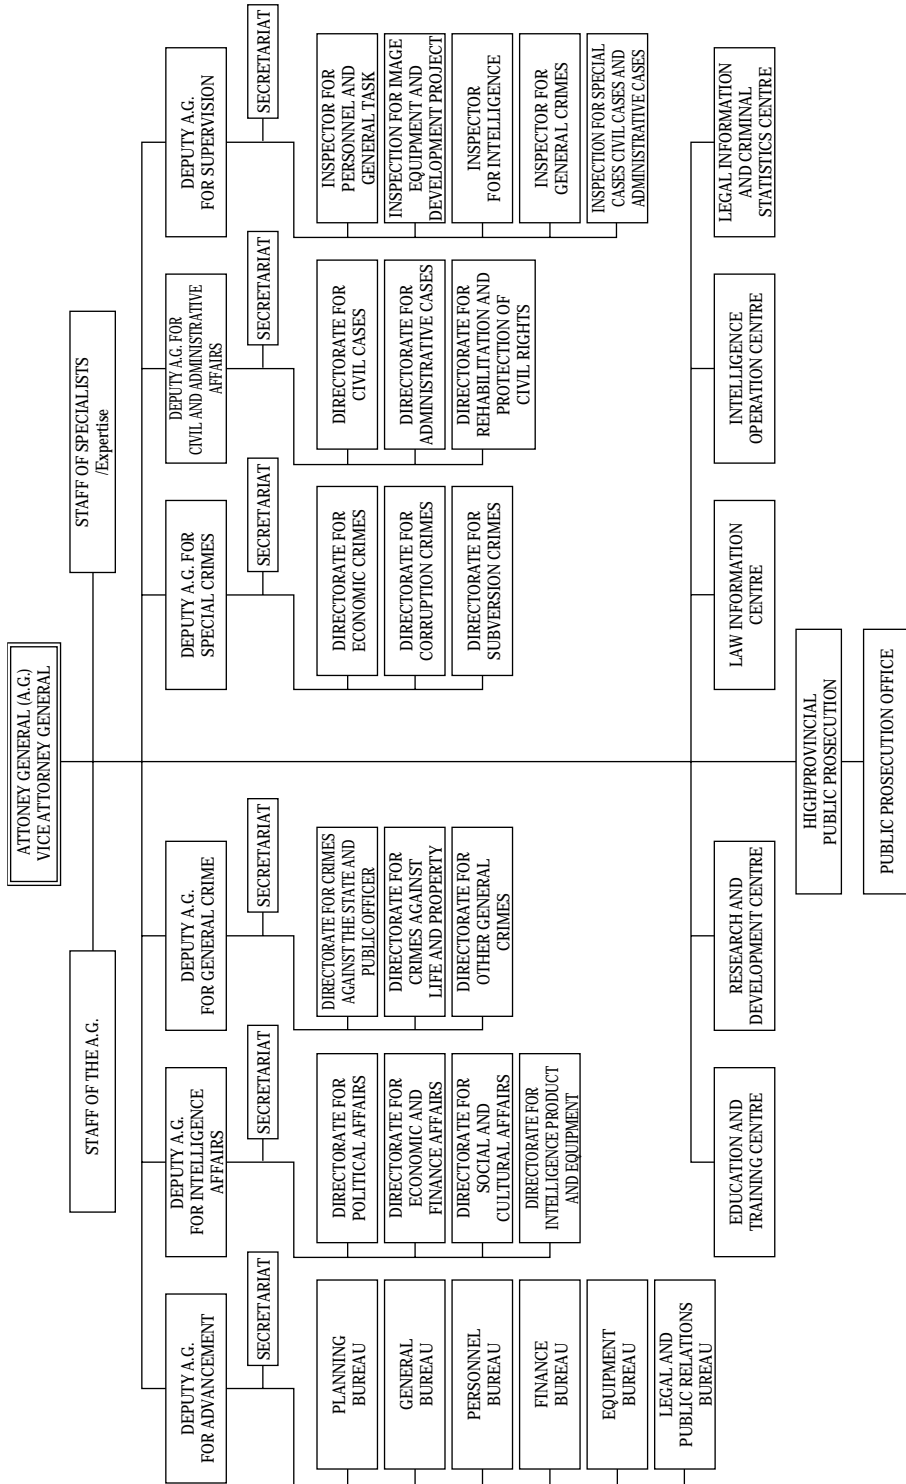 ATTONEY GENERAL (A.G.)
VICE ATTORNEY GENERAL
STAFF OF THE A.G.
STAFF OF SPECIALISTS
/Expertise
DEPUTY A.G.
FOR ADVANCEMENT
SECRETARIAT
PLANNING
BUREAU
GENERAL
BUREAU
PERSONNEL
BUREAU
FINANCE
BUREAU
EQUIPMENT
BUREAU
LEGAL AND
PUBLIC RELATIONS
BUREAU
DEPUTY A.G.
FOR INTELLIGENCE
AFFAIRS
SECRETARIAT
DIRECTORATE FOR
POLITICAL AFFAIRS
DIRECTORATE FOR
ECONOMIC AND
FINANCE AFFAIRS
DIRECTORATE FOR
SOCIAL AND
CULTURAL AFFAIRS
DIRECTORATE FOR
INTELLIGENCE PRODUCT
AND EQUIPMENT
DEPUTY A.G.
FOR GENERAL CRIME
SECRETARIAT
DIRECTORATE FOR CRIMES
AGAINST THE STATE AND
PUBLIC OFFICER
DIRECTORATE FOR
CRIMES AGAINST
LIFE AND PROPERTY
DIRECTORATE FOR
OTHER GENERAL
CRIMES
DEPUTY A.G. FOR
SPECIAL CRIMES
SECRETARIAT
DIRECTORATE FOR
ECONOMIC CRIMES
DIRECTORATE FOR
CORRUPTION CRIMES
DIRECTORATE FOR
SUBVERSION CRIMES
DEPUTY A.G. FOR
CIVIL AND ADMINISTRATIVE
AFFAIRS
SECRETARIAT
DIRECTORATE FOR
CIVIL CASES
DIRECTORATE FOR
ADMINISTRATIVE CASES
DIRECTORATE FOR
REHABILITATION AND
PROTECTION OF
CIVIL RIGHTS
DEPUTY A.G.
FOR SUPERVISION
SECRETARIAT
INSPECTOR FOR
PERSONNEL AND
GENERAL TASK
INSPECTION FOR IMAGE
EQUIPMENT AND
DEVELOPMENT PROJECT
INSPECTOR
FOR INTELLIGENCE
INSPECTOR FOR
GENERAL CRIMES
INSPECTION FOR SPECIAL
CASES CIVIL CASES AND
ADMINISTRATIVE CASES
EDUCATION AND
TRAINING CENTRE
RESEARCH AND
DEVELOPMENT CENTRE
LAW INFORMATION
CENTRE
INTELLIGENCE
OPERATION CENTRE
LEGAL INFORMATION
AND CRIMINAL
STATISTICS CENTRE
HIGH/PROVINCIAL
PUBLIC PROSECUTION
PUBLIC PROSECUTION OFFICE